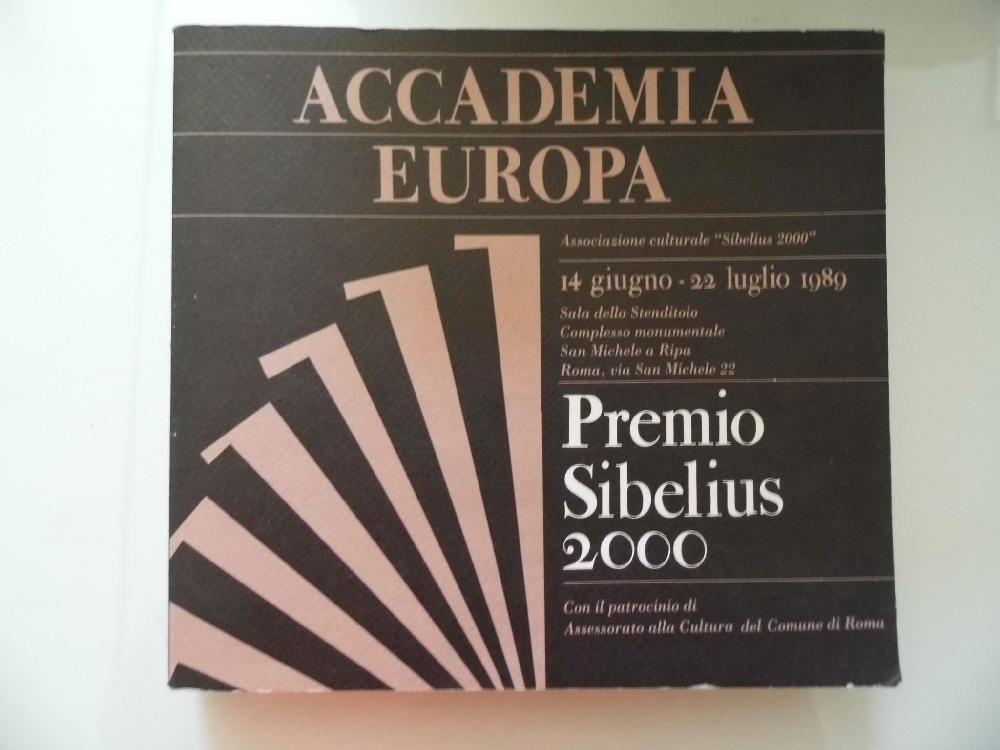 ACCADEMIA
EUROPA
Associazione culturale "Sibelius 2000"
14 giugno - 22 luglio 1989
Sala dello Stenditoio
Complesso monumentale
San Michele a Ripa
Roma, via San Michele 22
Premio
Sibelius
2000
Con il patrocinio di
Assessorato alla Cultura del Comune di Roma